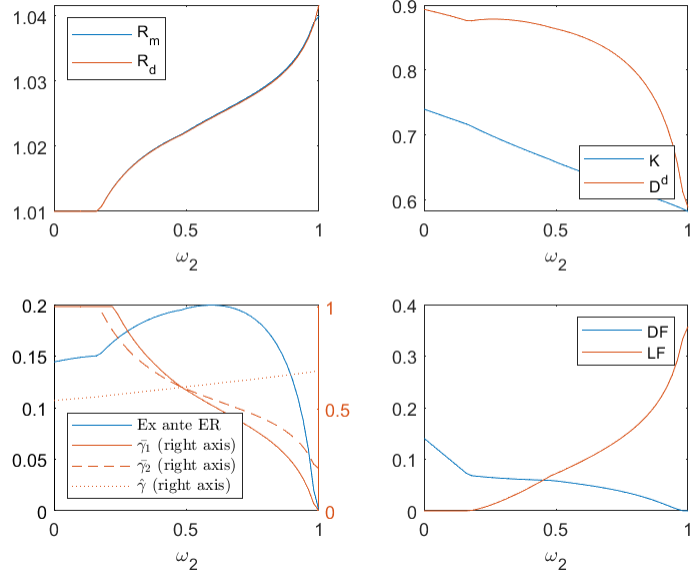 1.04
1.03
1.02
1.01
R_m
R_d
0 0.5 1
ω_2
0.9
0.8
0.7
0.6
K
D^d
0 0.5 1
ω_2
0.2
0.15
0.1
0.05
0
1
0.5
0
Ex ante ER
γ̄_1 (right axis)
γ̄_2 (right axis)
γ̂ (right axis)
0 0.5 1
ω_2
0.4
0.3
0.2
0.1
0
DF
LF
0 0.5 1
ω_2